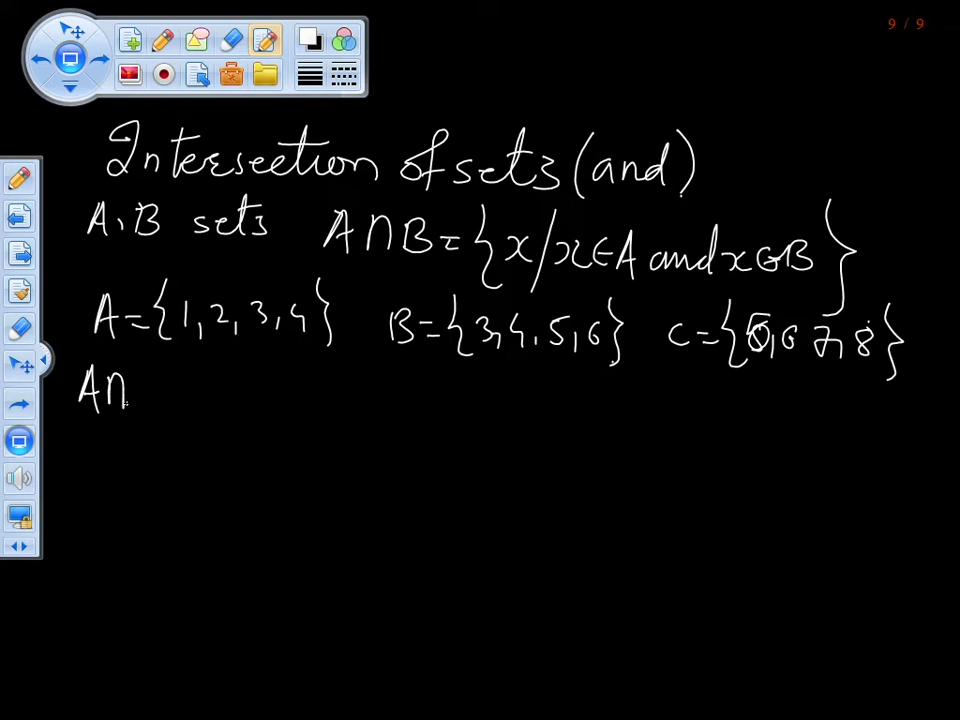 9 / 9
Intersection of sets (and)
A, B sets A∩B = {x/x∈A and x∈B}
A = {1, 2, 3, 4} B = {3, 4, 5, 6} C = {5, 6 7, 8}
A∩